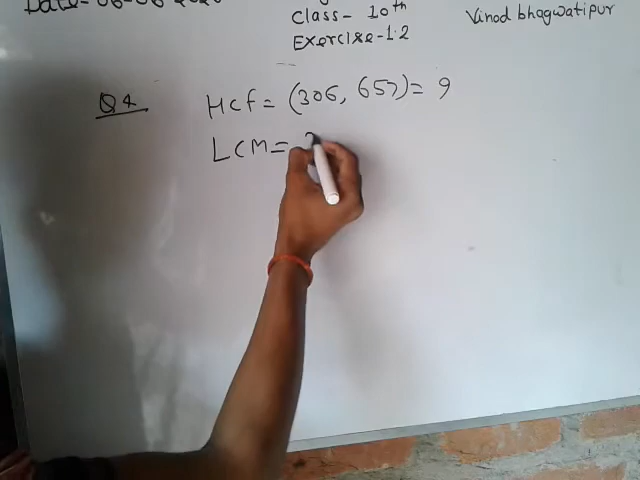 Class- 10th
Vinod bhagwatipur
Exercise-1.2
Q4 HCf = (306, 657) = 9
LCM =